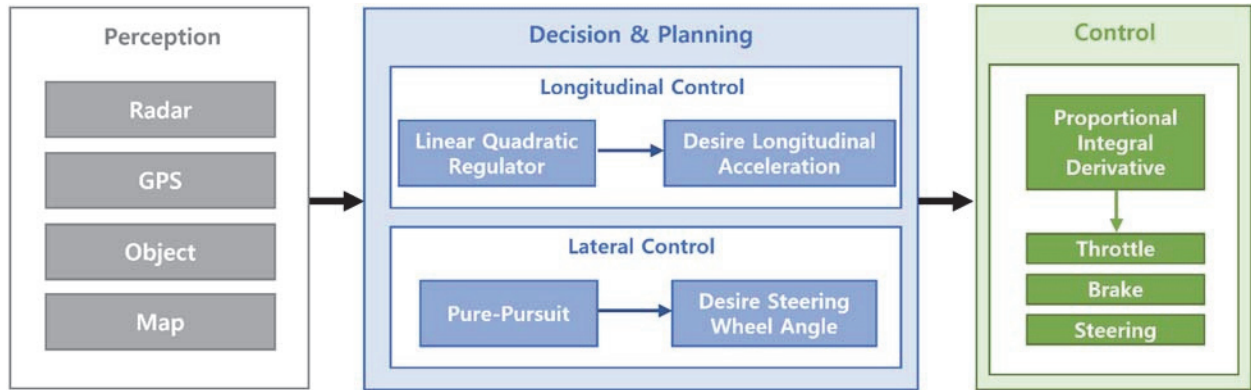 Perception
Radar
GPS
Object
Map
Decision & Planning
Longitudinal Control
Linear Quadratic
Regulator
Desire Longitudinal
Acceleration
Lateral Control
Pure-Pursuit
Desire Steering
Wheel Angle
Control
Proportional
Integral
Derivative
Throttle
Brake
Steering